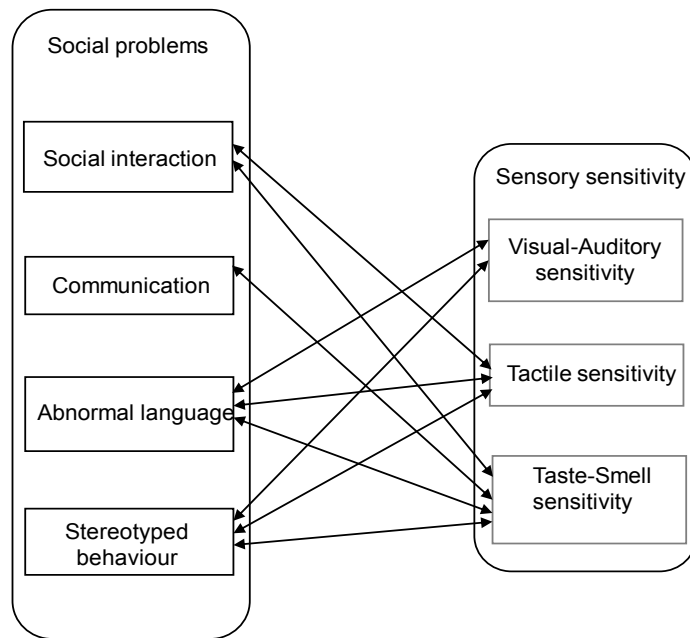 Social problems
Social interaction
Communication
Abnormal language
Stereotyped
behaviour
Sensory sensitivity
Visual-Auditory
sensitivity
Tactile sensitivity
Taste-Smell
sensitivity